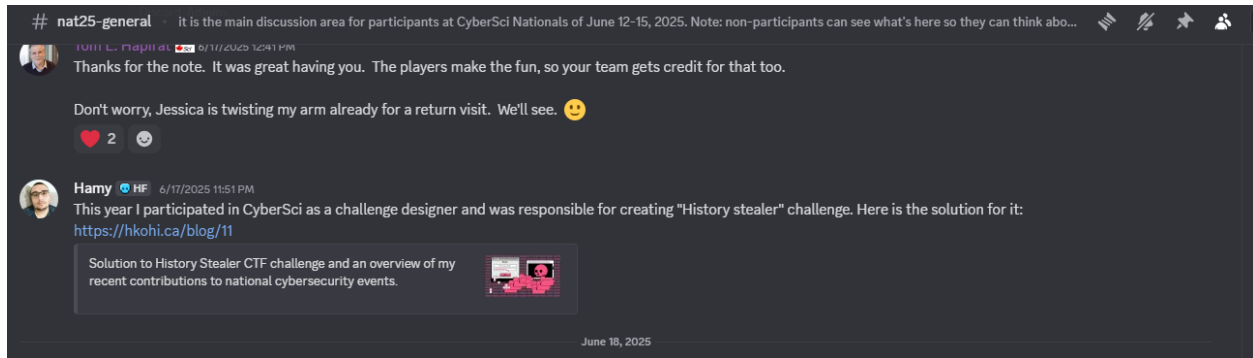 # nat25-general it is the main discussion area for participants at CyberSci Nationals of June 12-15, 2025. Note: non-participants can see what's here so they can think abo...
6/17/2025 12:41 PM
Thanks for the note. It was great having you. The players make the fun, so your team gets credit for that too.
Don't worry, Jessica is twisting my arm already for a return visit. We'll see. 🙂
❤️ 2
Hamy HF 6/17/2025 11:51 PM
This year I participated in CyberSci as a challenge designer and was responsible for creating "History stealer" challenge. Here is the solution for it:
https://hkohi.ca/blog/11
Solution to History Stealer CTF challenge and an overview of my
recent contributions to national cybersecurity events.
June 18, 2025